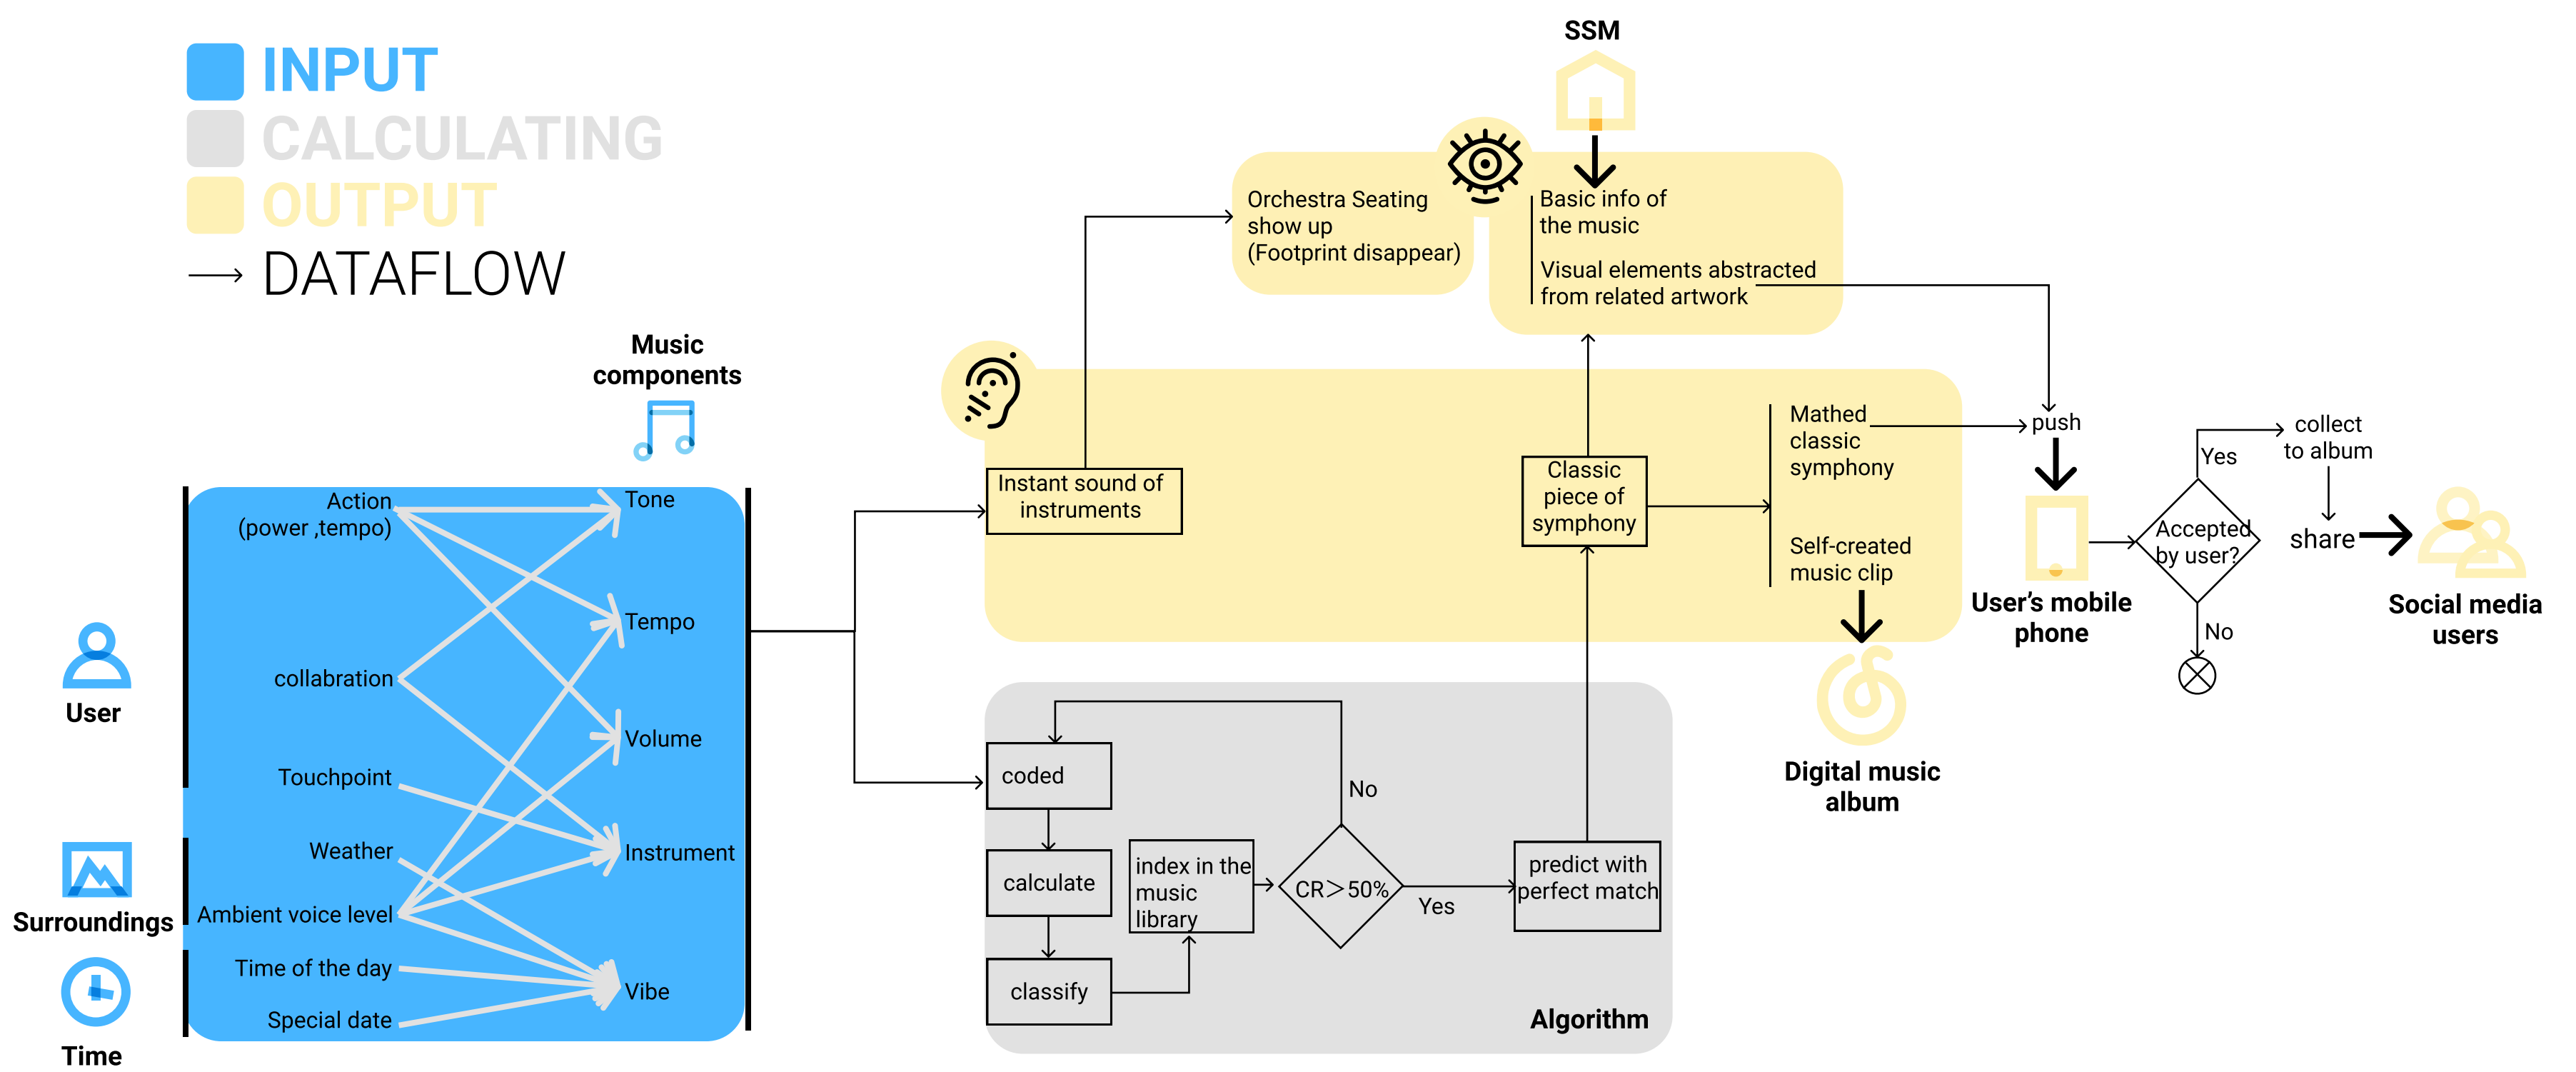 INPUT
CALCULATING
OUTPUT
DATAFLOW
Music
components
User
Surroundings
Time
Action
(power ,tempo)
collabration
Touchpoint
Weather
Ambient voice level
Time of the day
Special date
Tone
Tempo
Volume
Instrument
Vibe
SSM
Orchestra Seating
show up
(Footprint disappear)
Basic info of
the music
Visual elements abstracted
from related artwork
Instant sound of
instruments
Classic
piece of
symphony
Mathed
classic
symphony
Self-created
music clip
Digital music
album
coded
calculate
classify
index in the
music
library
CR＞50%
No
Yes
predict with
perfect match
Algorithm
push
User’s mobile
phone
Accepted
by user?
Yes
No
collect
to album
share
Social media
users